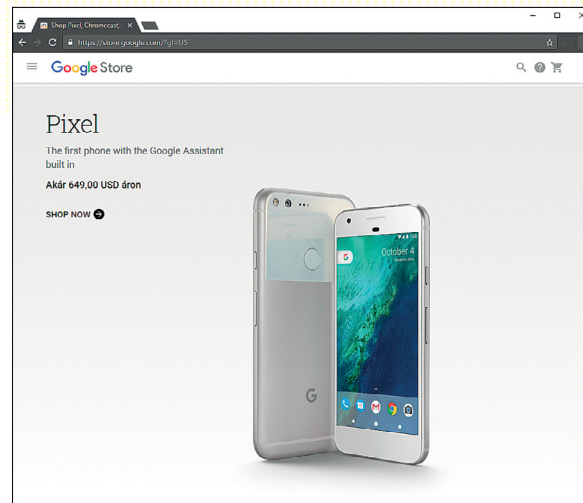 Shop Pixel, Chromecast, 
https://store.google.com/?gl=US
Google Store
Pixel
The first phone with the Google Assistant
built in
Akár 649,00 USD áron
SHOP NOW
October 4
G
G